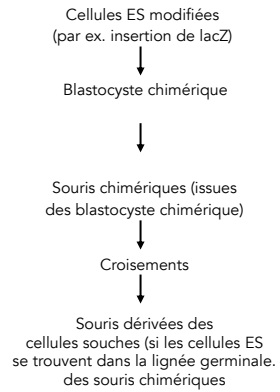 Cellules ES modifiées
(par ex. insertion de lacZ)
Blastocyste chimérique
Souris chimériques (issues
des blastocyste chimérique)
Croisements
Souris dérivées des
cellules souches (si les cellules ES
se trouvent dans la lignée germinale.
des souris chimériques